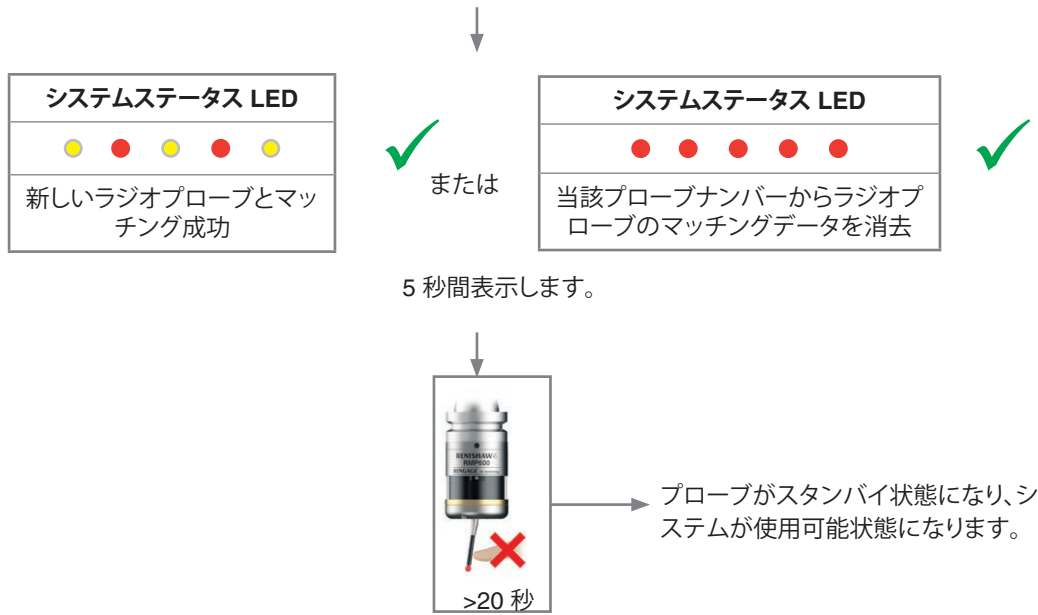 システムステータス LED
新しいラジオプローブとマッ
チング成功
または
システムステータス LED
当該プローブナンバーからラジオプ
ローブのマッチングデータを消去
5 秒間表示します。
RENISHAW
RMP600
RENGAGE
>20 秒
プローブがスタンバイ状態になり、シ
ステムが使用可能状態になります。